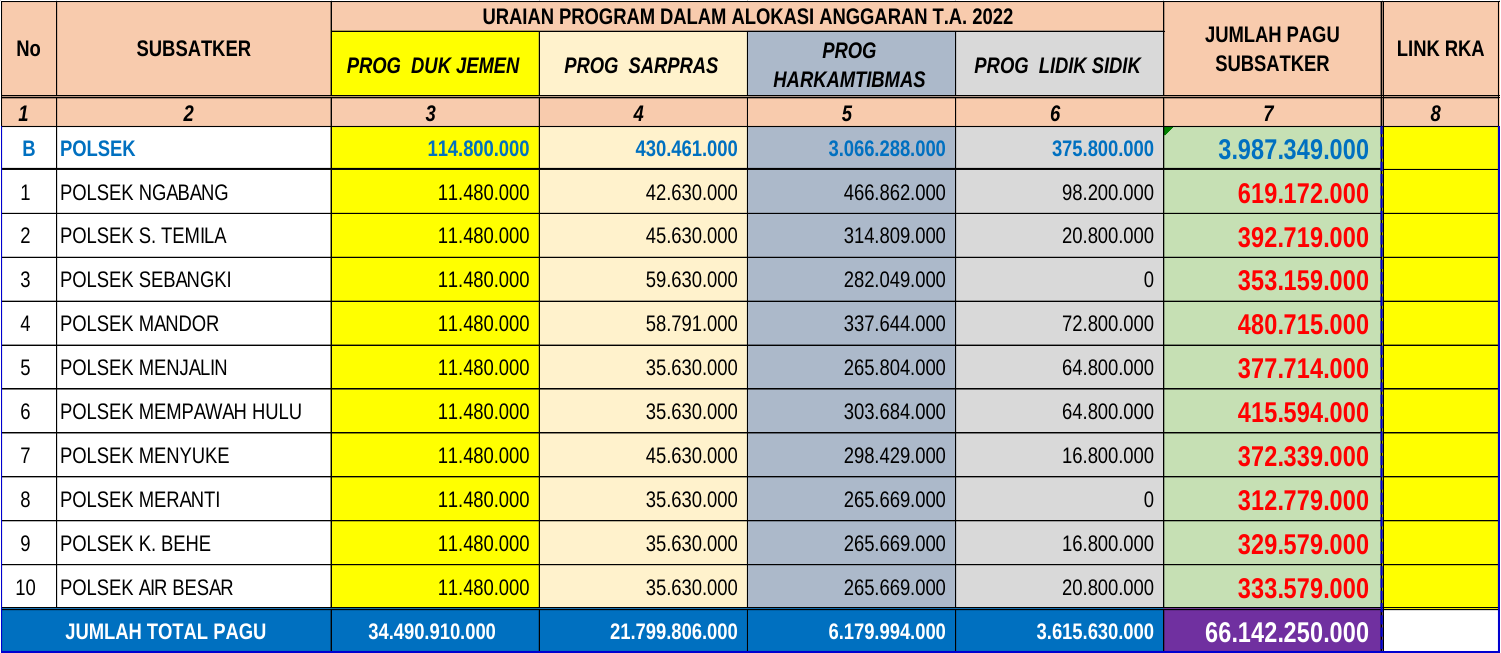 No SUBSATKER URAIAN PROGRAM DALAM ALOKASI ANGGARAN T.A. 2022 JUMLAH PAGU SUBSATKER LINK RKA
PROG DUK JEMEN PROG SARPRAS PROG HARKAMTIBMAS PROG LIDIK SIDIK
1 2 3 4 5 6 7 8
B POLSEK 114.800.000 430.461.000 3.066.288.000 375.800.000 3.987.349.000
1 POLSEK NGABANG 11.480.000 42.630.000 466.862.000 98.200.000 619.172.000
2 POLSEK S. TEMILA 11.480.000 45.630.000 314.809.000 20.800.000 392.719.000
3 POLSEK SEBANGKI 11.480.000 59.630.000 282.049.000 0 353.159.000
4 POLSEK MANDOR 11.480.000 58.791.000 337.644.000 72.800.000 480.715.000
5 POLSEK MENJALIN 11.480.000 35.630.000 265.804.000 64.800.000 377.714.000
6 POLSEK MEMPAWAH HULU 11.480.000 35.630.000 303.684.000 64.800.000 415.594.000
7 POLSEK MENYUKE 11.480.000 45.630.000 298.429.000 16.800.000 372.339.000
8 POLSEK MERANTI 11.480.000 35.630.000 265.669.000 0 312.779.000
9 POLSEK K. BEHE 11.480.000 35.630.000 265.669.000 16.800.000 329.579.000
10 POLSEK AIR BESAR 11.480.000 35.630.000 265.669.000 20.800.000 333.579.000
JUMLAH TOTAL PAGU 34.490.910.000 21.799.806.000 6.179.994.000 3.615.630.000 66.142.250.000